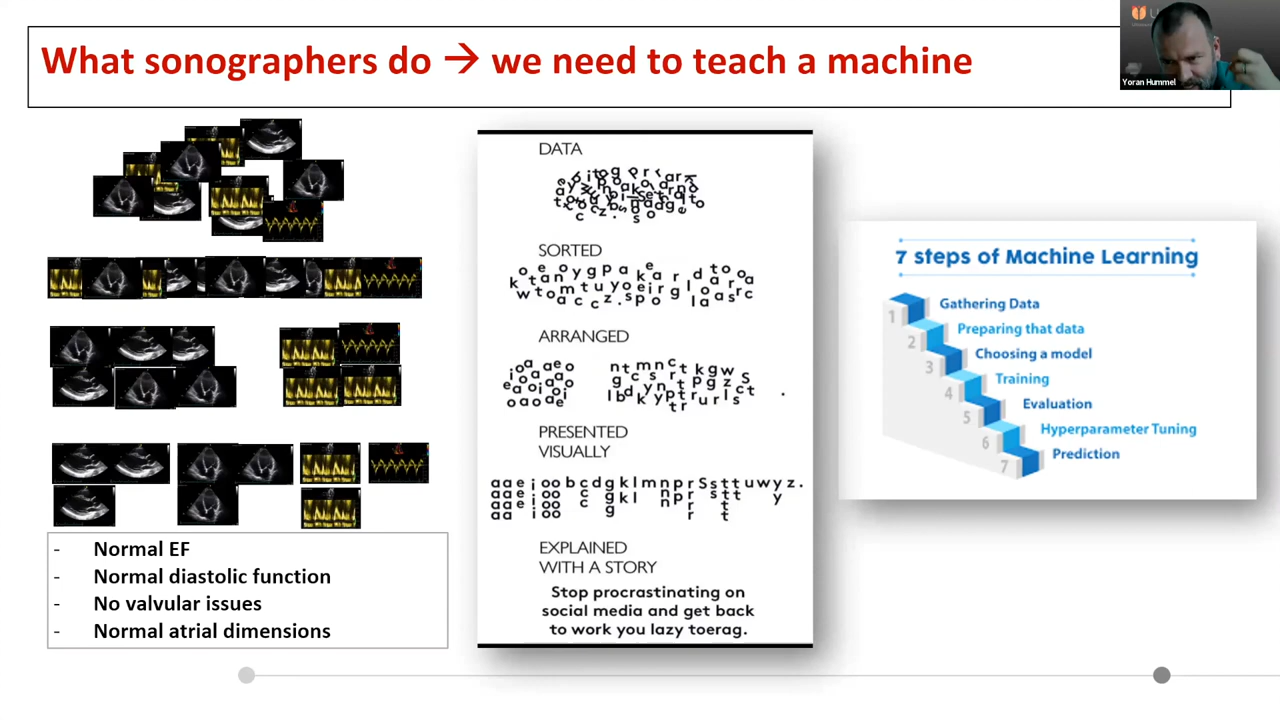 What sonographers do → we need to teach a machine
Yoran Hummel
- Normal EF
- Normal diastolic function
- No valvular issues
- Normal atrial dimensions
DATA
SORTED
ARRANGED
PRESENTED
VISUALLY
EXPLAINED
WITH A STORY
Stop procrastinating on
social media and get back
to work you lazy toerag.
7 steps of Machine Learning
1 Gathering Data
2 Preparing that data
3 Choosing a model
4 Training
5 Evaluation
6 Hyperparameter Tuning
7 Prediction